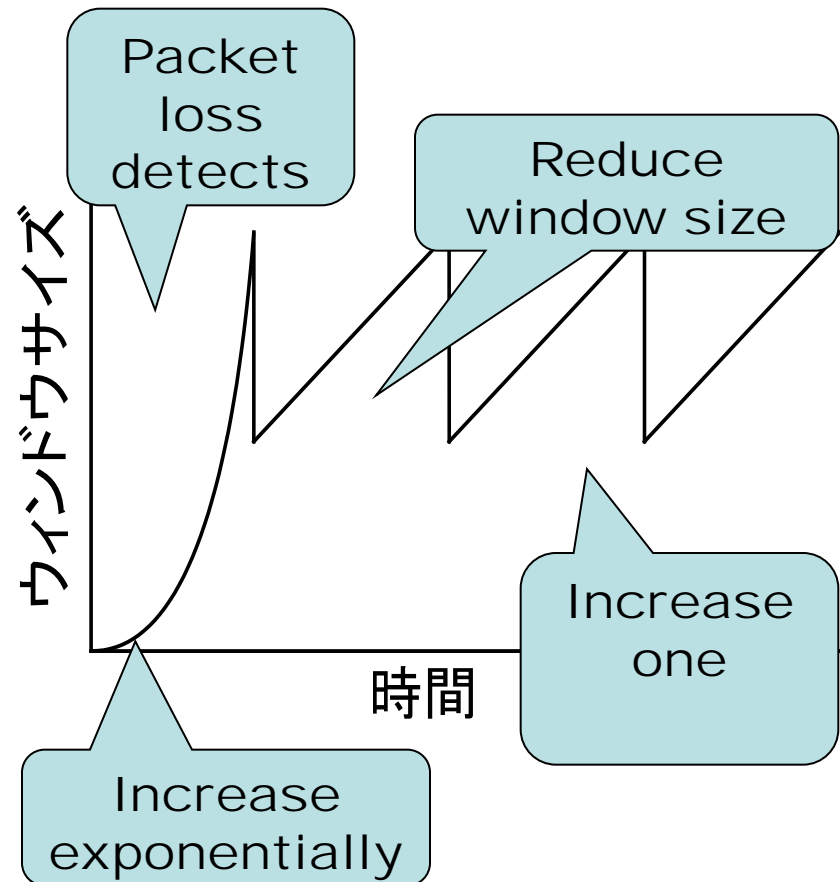 Packet
loss
detects
Reduce
window size
ウィンドウサイズ
Increase
one
時間
Increase
exponentially